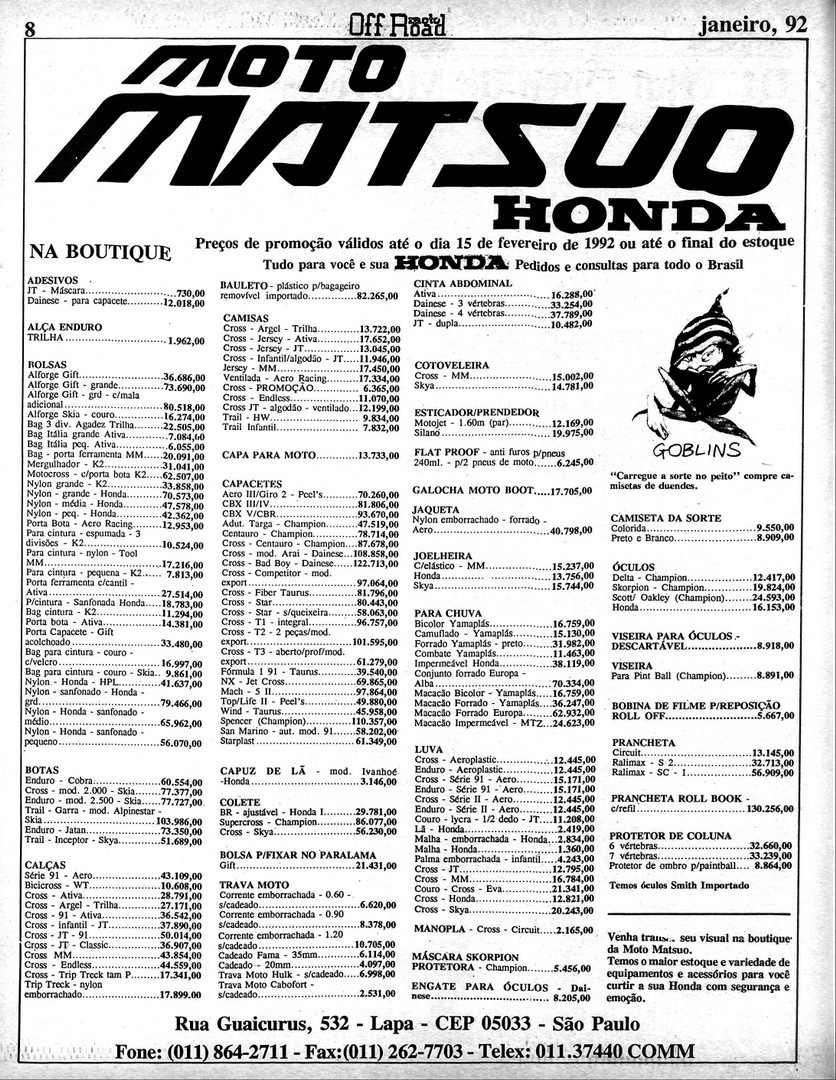 8
Off moto Road
janeiro, 92
MOTO
MATSUO
HONDA
NA BOUTIQUE
Preços de promoção válidos até o dia 15 de fevereiro de 1992 ou até o final do estoque
Tudo para você e sua HONDA Pedidos e consultas para todo o Brasil
ADESIVOS
JT - Máscara.....730,00
Dainese - para capacete.....12.018,00
ALÇA ENDURO
TRILHA.....1.962,00
BOLSAS
Alforge Gift.....36.686,00
Alforge Gift - grande.....73.690,00
Alforge Gift - grd - c/mala
adicional.....80.518,00
Alforge Skia - couro.....16.274,00
Bag 3 div. Agadez Trilha.....22.505,00
Bag Itália grande Ativa.....7.084,00
Bag Itália peq. Ativa.....6.055,00
Bag - porta ferramenta MM.....20.091,00
Mergulhador - K2.....31.041,00
Motocross - c/porta bota K2.....62.507,00
Nylon grande - K2.....33.858,00
Nylon - grande - Honda.....70.573,00
Nylon - média - Honda.....47.578,00
Nylon - peq. - Honda.....42.362,00
Porta Bota - Aero Racing.....12.953,00
Para cintura - espumada - 3
divisões - K2.....10.524,00
Para cintura - nylon - Tool
MM.....17.216,00
Para cintura - pequena - K2..... 7.813,00
Porta ferramenta c/cantil -
Ativa.....27.514,00
P/cintura - Sanfonada Honda.....18.783,00
Bag cintura - K2.....11.294,00
Porta bota - Ativa.....14.381,00
Porta Capacete - Gift
acolchoado.....33.480,00
Bag para cintura - couro -
c/velcro.....16.997,00
Bag para cintura - couro - Skia.. 9.861,00
Nylon - Honda - HPL.....41.637,00
Nylon - sanfonado - Honda -
grd.....79.466,00
Nylon - Honda - sanfonado -
médio.....65.962,00
Nylon - Honda - sanfonado -
pequeno.....56.070,00
BOTAS
Enduro - Cobra.....60.554,00
Cross - mod. 2.000 - Skia.....77.377,00
Enduro - mod. 2.500 - Skia.....77.727,00
Trail - Garra - mod. Alpinestar -
Skia.....103.986,00
Enduro - Jatan.....73.350,00
Trail - Inceptor - Skya.....51.689,00
CALÇAS
Série 91 - Aero.....43.109,00
Bicicross - WT.....10.608,00
Cross - Ativa.....28.791,00
Cross - Argel - Trilha.....27.171,00
Cross - 91 - Ativa.....36.542,00
Cross - infantil - JT.....37.890,00
Cross - JT - 91.....50.014,00
Cross - JT - Classic.....36.907,00
Cross MM.....43.854,00
Cross - Endless.....44.559,00
Cross - Trip Treck tam P.....17.341,00
Trip Treck - nylon
emborrachado.....17.899.00
BAULETO - plástico p/bagageiro
removível importado.....82.265,00
CAMISAS
Cross - Argel - Trilha.....13.722,00
Cross - Jersey - Ativa.....17.652,00
Cross - Jersey - JT.....13.045,00
Cross - Infantil/algodão - JT.....11.946,00
Jersey - MM.....17.450,00
Ventilada - Aero Racing.....17.334,00
Cross - PROMOÇÃO..... 6.365,00
Cross - Endless.....11.070,00
Cross JT - algodão - ventilado...12.199,00
Trail - HW..... 9.834,00
Trail Infantil..... 7.832,00
CAPA PARA MOTO.....13.733,00
CAPACETES
Aero III/Giro 2 - Peel's.....70.260,00
CBX III/IV.....81.806,00
CBX V/CBR.....93.670,00
Adut. Targa - Champion.....47.519,00
Centauro - Champion.....78.714,00
Cross - Centauro - Champion....87.678,00
Cross - mod. Arai - Dainese...108.858,00
Cross - Bad Boy - Dainese.....122.713,00
Cross - Competitor - mod.
export.....97.064,00
Cross - Fiber Taurus.....81.796,00
Cross - Star.....80.443,00
Cross - Star - s/queixeira.....58.063,00
Cross - T1 - integral.....96.757,00
Cross - T2 - 2 peças/mod.
export.....101.595,00
Cross - T3 - aberto/prof/mod.
export.....61.279,00
Fórmula 1 91 - Taurus.....39.540,00
NX - Jet Cross.....69.865,00
Mach - 5 II.....97.864,00
Top/Life II - Peel's.....49.880,00
Wind - Taurus.....45.958,00
Spencer (Champion).....110.357,00
San Marino - aut. mod. 91.....58.202,00
Starplast.....61.349,00
CAPUZ DE LÃ - mod. Ivanhoé
-Honda.....3.146,00
COLETE
BR - ajustável - Honda I.....29.781,00
Supercross - Champion.....86.077,00
Cross - Skya.....56.230,00
BOLSA P/FIXAR NO PARALAMA
Gift.....21.431,00
TRAVA MOTO
Corrente emborrachada - 0.60 -
s/cadeado.....6.620,00
Corrente emborrachada - 0.90
s/cadeado.....8.378,00
Corrente emborrachada - 1.20
s/cadeado.....10.705,00
Cadeado Fama - 35mm.....6.114,00
Cadeado - 20mm.....4.097,00
Trava Moto Hulk - s/cadeado.....6.998,00
Trava Moto Cabofort -
s/cadeado.....2.531,00
CINTA ABDOMINAL
Ativa.....16.288,00
Dainese - 3 vértebras.....33.254,00
Dainese - 4 vértebras.....37.789,00
JT - dupla.....10.482,00
COTOVELEIRA
Cross - MM.....15.002,00
Skya.....14.781,00
ESTICADOR/PRENDEDOR
Motojet - 1.60m (par).....12.169,00
Silano.....19.975,00
FLAT PROOF - anti furos p/pneus
240ml. - p/2 pneus de moto.....6.245,00
GALOCHA MOTO BOOT.....17.705,00
JAQUETA
Nylon emborrachado - forrado -
Aero.....40.798,00
JOELHEIRA
C/elástico - MM.....15.237,00
Honda.....13.756,00
Skya.....15.744,00
PARA CHUVA
Bicolor Yamaplás.....16.759,00
Camuflado - Yamaplás.....15.130,00
Forrado Yamaplás - preto.....31.982,00
Combate Yamaplás.....11.463,00
Impermeável Honda.....38.119,00
Conjunto forrado Europa -
Alba.....70.334,00
Macacão Bicolor - Yamaplás.....16.759,00
Macacão Forrado - Yamaplás.....36.247,00
Macacão Forrado Europa.....62.932,00
Macacão Impermeável - MTZ.....24.623,00
LUVA
Cross - Aeroplastic.....12.445,00
Enduro - Aeroplastic.....12.445,00
Cross - Série 91 - Aero.....15.171,00
Enduro - Série 91 - Aero.....15.171,00
Cross - Série II - Aero.....12.445,00
Enduro - Série II - Aero.....12.445,00
Couro - lycra - 1/2 dedo - JT.....11.208,00
Lã - Honda.....2.419,00
Malha - emborrachada - Honda...2.834,00
Malha - Honda.....1.360,00
Palma emborrachada - infantil.....4.243,00
Cross - JT.....12.795,00
Cross - MM.....16.784,00
Couro - Cross - Eva.....21.341,00
Cross - Honda.....12.821,00
Cross - Skya.....20.243,00
MANOPLA - Cross - Circuit.....2.165,00
MÁSCARA SKORPION
PROTETORA - Champion.....5.456,00
ENGATE PARA ÓCULOS - Dai-
nese..... 8.205,00
GOBLINS
"Carregue a sorte no peito" compre ca-
misetas de duendes.
CAMISETA DA SORTE
Colorida.....9.550,00
Preto e Branco.....8.909,00
ÓCULOS
Delta - Champion.....12.417,00
Skorpion - Champion.....19.824,00
Scott/ Oakley (Champion).....24.593,00
Honda.....16.153,00
VISEIRA PARA ÓCULOS -
DESCARTÁVEL.....8.918,00
VISEIRA
Para Pint Ball (Champion).....8.891,00
BOBINA DE FILME P/REPOSIÇÃO
ROLL OFF.....5.667,00
PRANCHETA
Circuit.....13.145,00
Ralimax - S 2.....32.713,00
Ralimax - SC - 1.....56.909,00
PRANCHETA ROLL BOOK -
c/refil.....130.256,00
PROTETOR DE COLUNA
6 vértebras.....32.660,00
7 vértebras.....33.239,00
Protetor de ombro p/paintball.... 8.864,00
Temos óculos Smith Importado
Venha seu visual na boutique
da Moto Matsuo.
Temos o maior estoque e variedade de
equipamentos e acessórios para você
curtir a sua Honda com segurança e
emoção.
Rua Guaicurus, 532 - Lapa - CEP 05033 - São Paulo
Fone: (011) 864-2711 - Fax:(011) 262-7703 - Telex: 011.37440 COMM